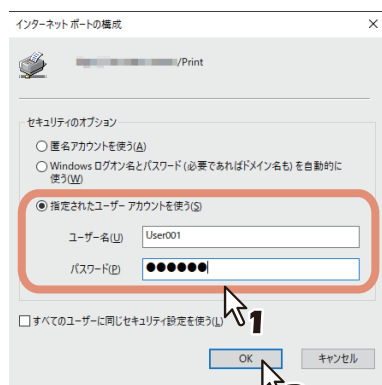 インターネット ポートの構成
/Print
セキュリティのオプション
匿名アカウントを使う(A)
Windows ログオン名とパスワード (必要であればドメイン名も) を自動的に
使う(W)
指定されたユーザー アカウントを使う(S)
ユーザー名(U) User001
パスワード(P) ●●●●●●
1
すべてのユーザーに同じセキュリティ設定を使う(L)
OK キャンセル